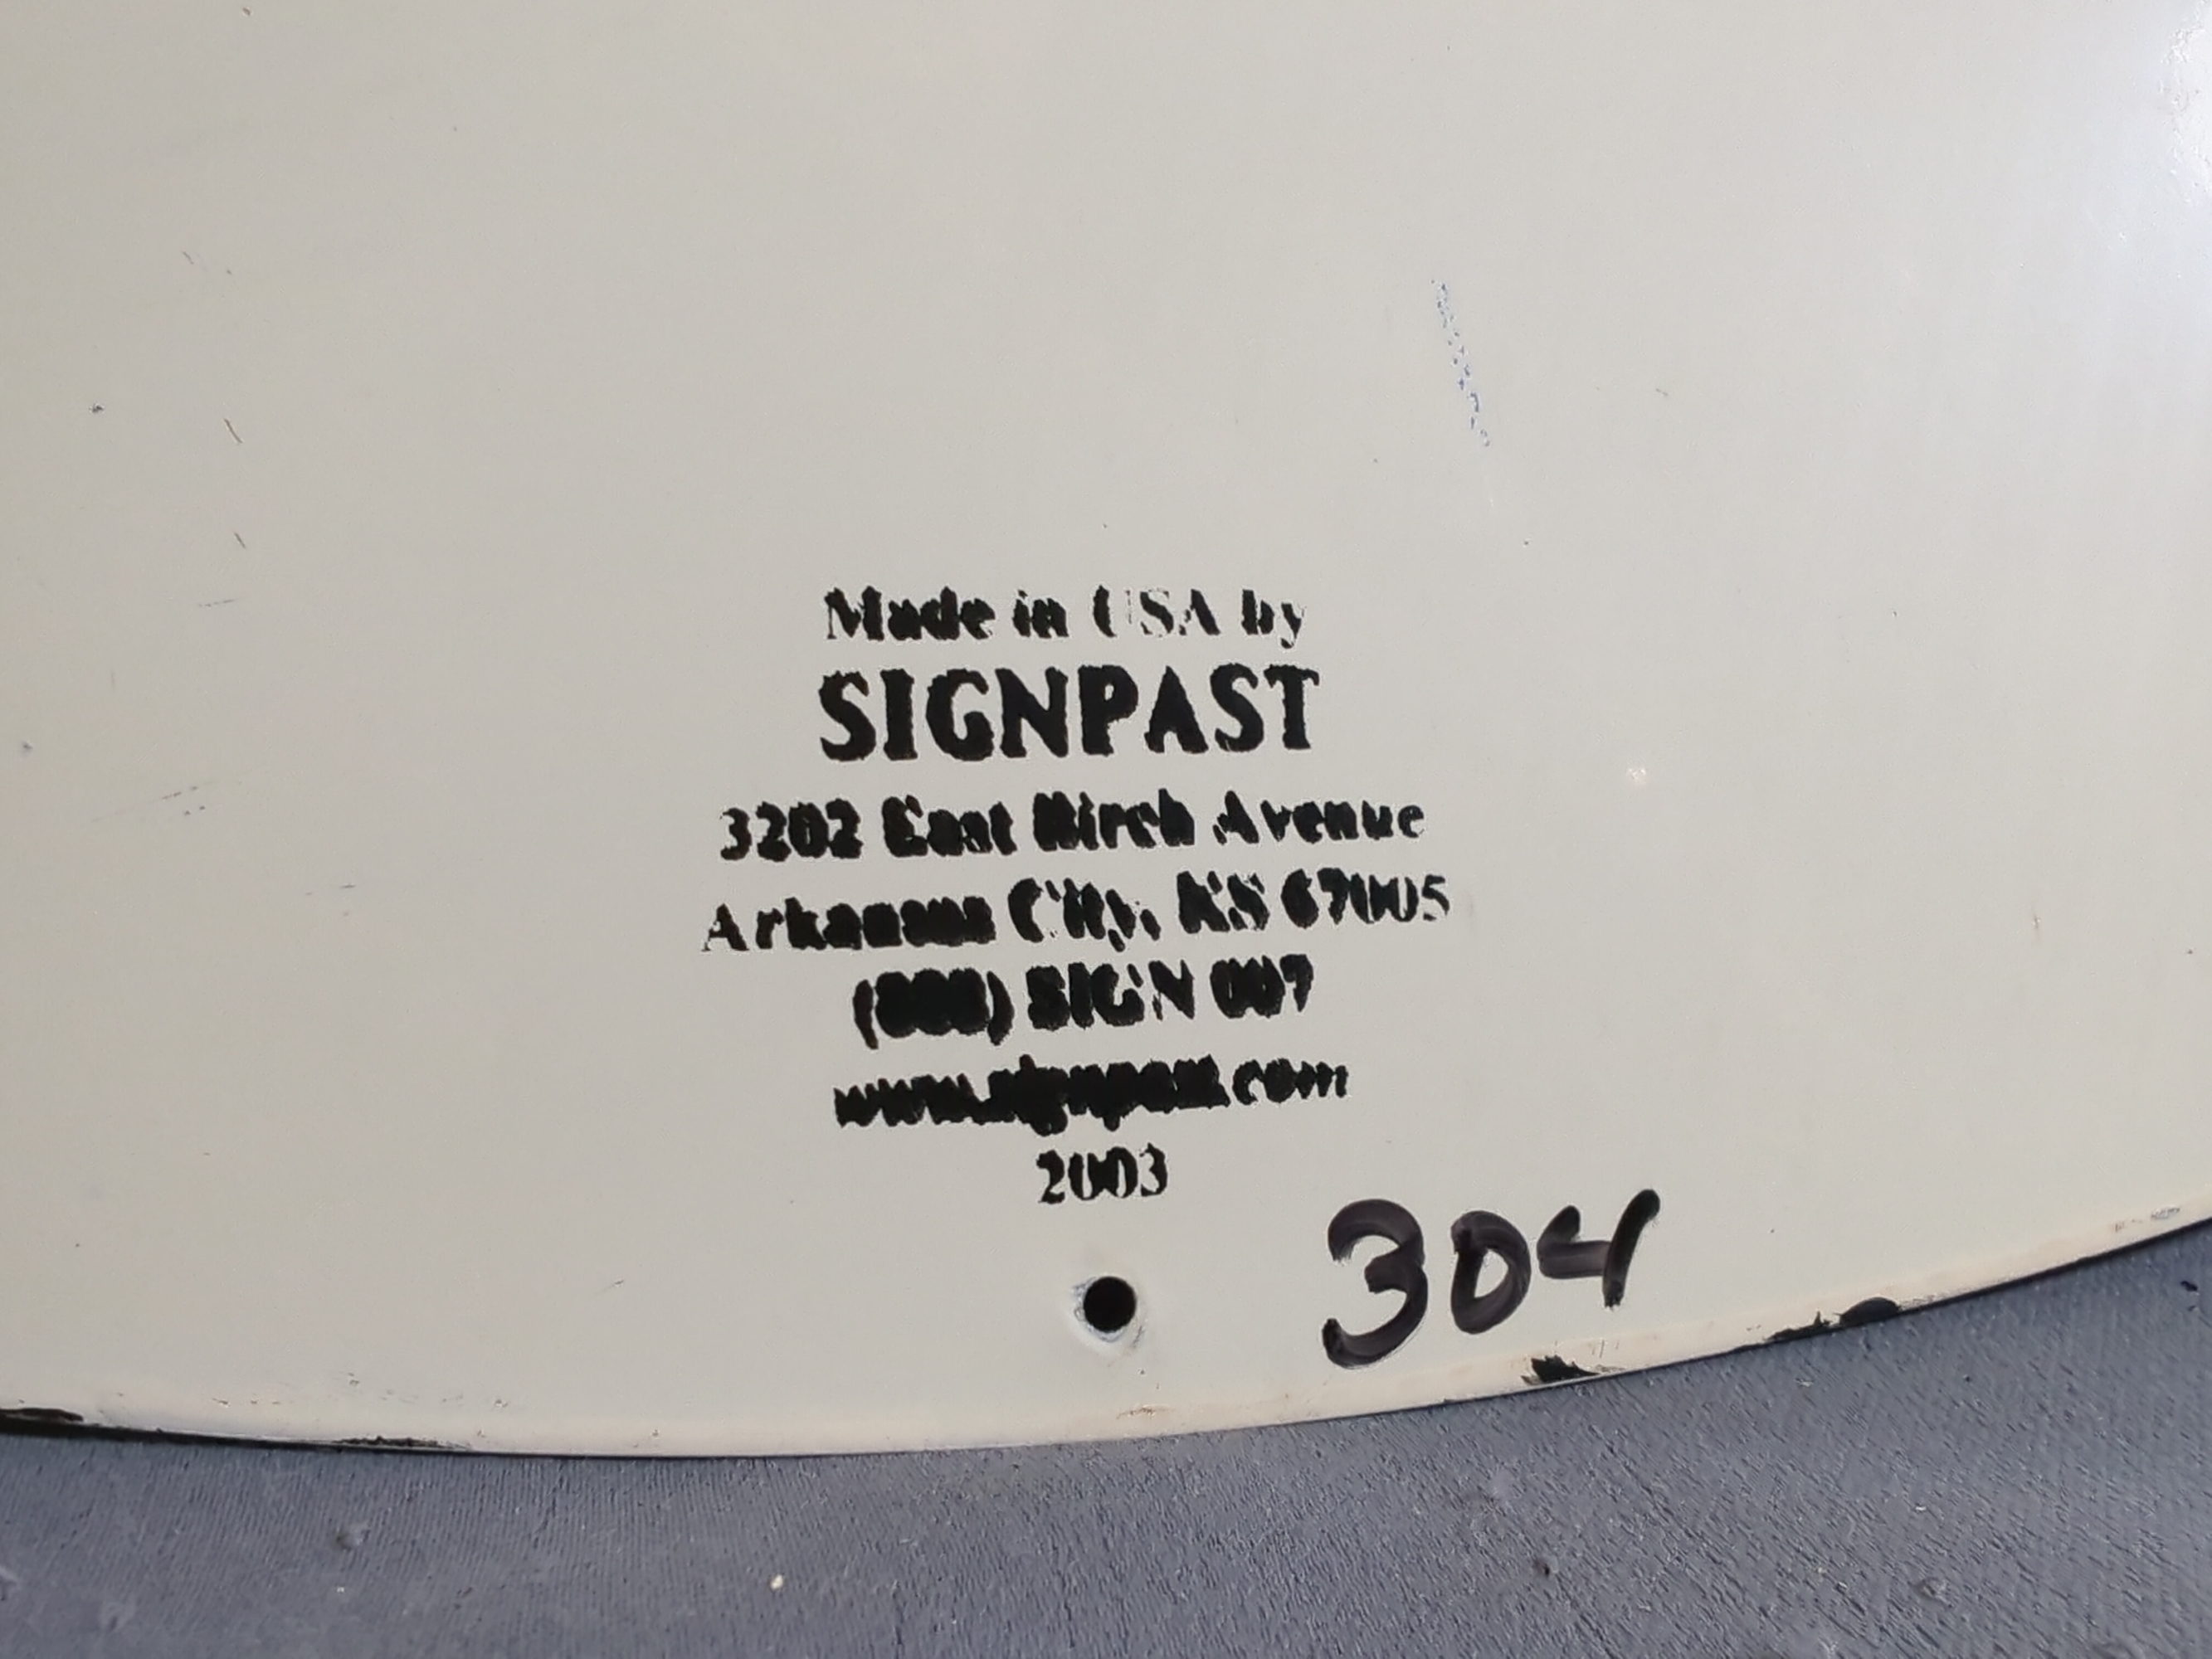 Made in USA by
SIGNPAST
3202 East Birch Avenue
Arkansas City, KS 67005
(888) SIGN 007
www.signpast.com
2003
304